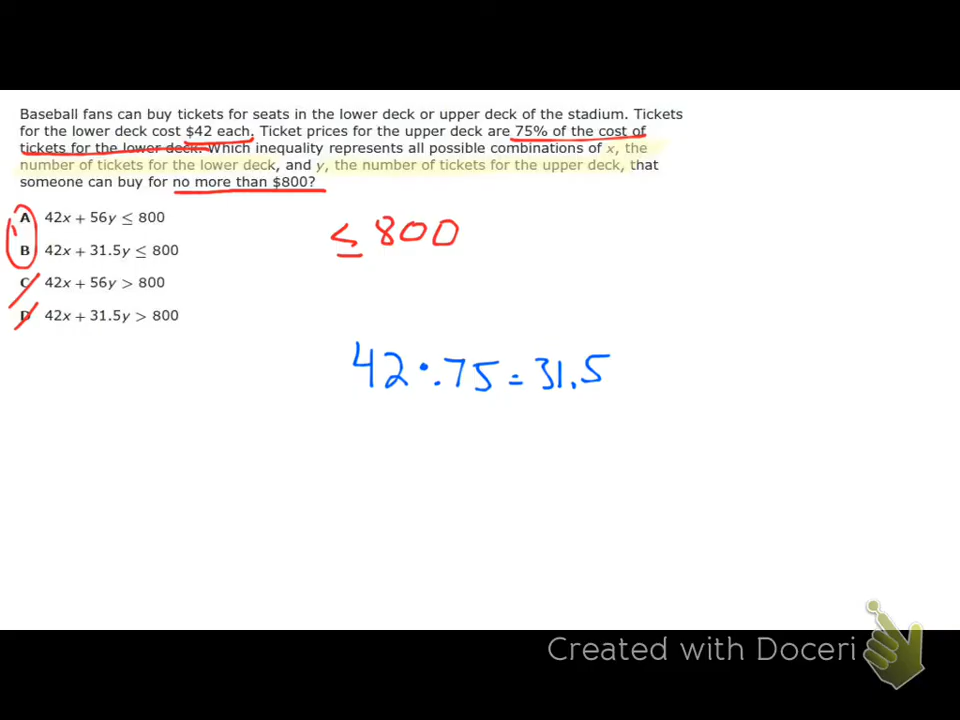 Baseball fans can buy tickets for seats in the lower deck or upper deck of the stadium. Tickets
for the lower deck cost $42 each. Ticket prices for the upper deck are 75% of the cost of
tickets for the lower deck. Which inequality represents all possible combinations of x, the
number of tickets for the lower deck, and y, the number of tickets for the upper deck, that
someone can buy for no more than $800?
A 42x + 56y ≤ 800
B 42x + 31.5y ≤ 800
C 42x + 56y > 800
D 42x + 31.5y > 800
≤ 800
42 · .75 = 31.5
Created with Doceri